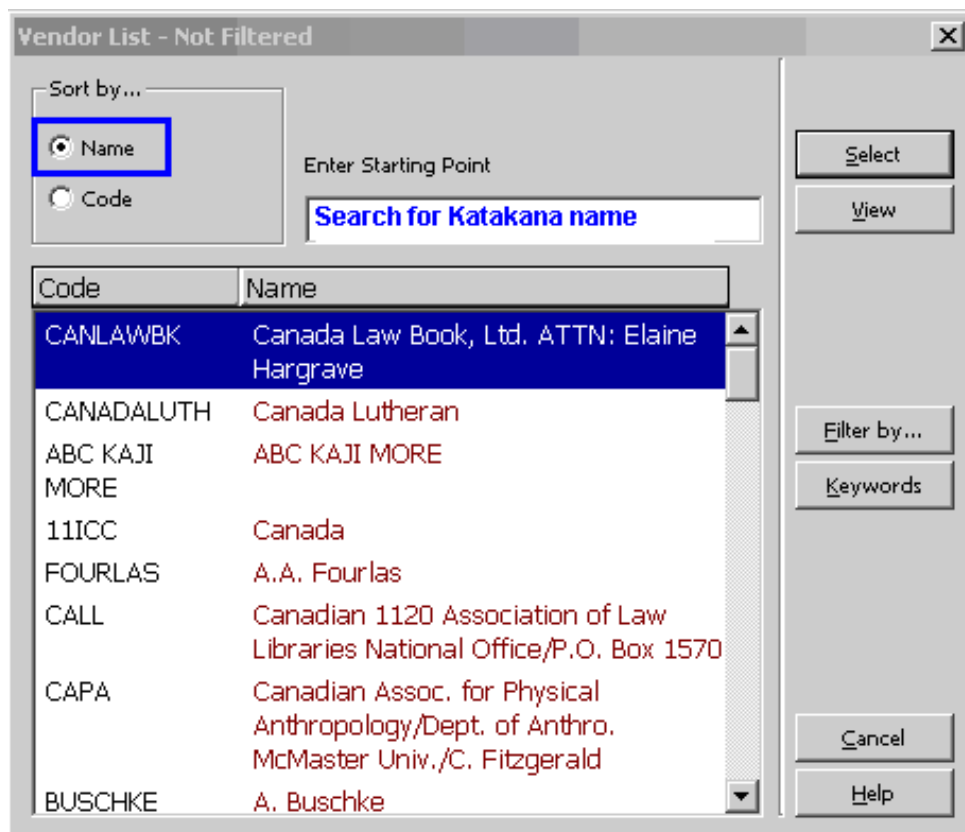 Vendor List - Not Filtered
Sort by...
Name
Code
Enter Starting Point
Search for Katakana name
Select
View
Code Name
CANLAWBK Canada Law Book, Ltd. ATTN: Elaine
Hargrave
CANADALUTH Canada Lutheran
ABC KAJI ABC KAJI MORE
MORE
11ICC Canada
FOURLAS A.A. Fourlas
CALL Canadian 1120 Association of Law
Libraries National Office/P.O. Box 1570
CAPA Canadian Assoc. for Physical
Anthropology/Dept. of Anthro.
McMaster Univ./C. Fitzgerald
BUSCHKE A. Buschke
Filter by...
Keywords
Cancel
Help